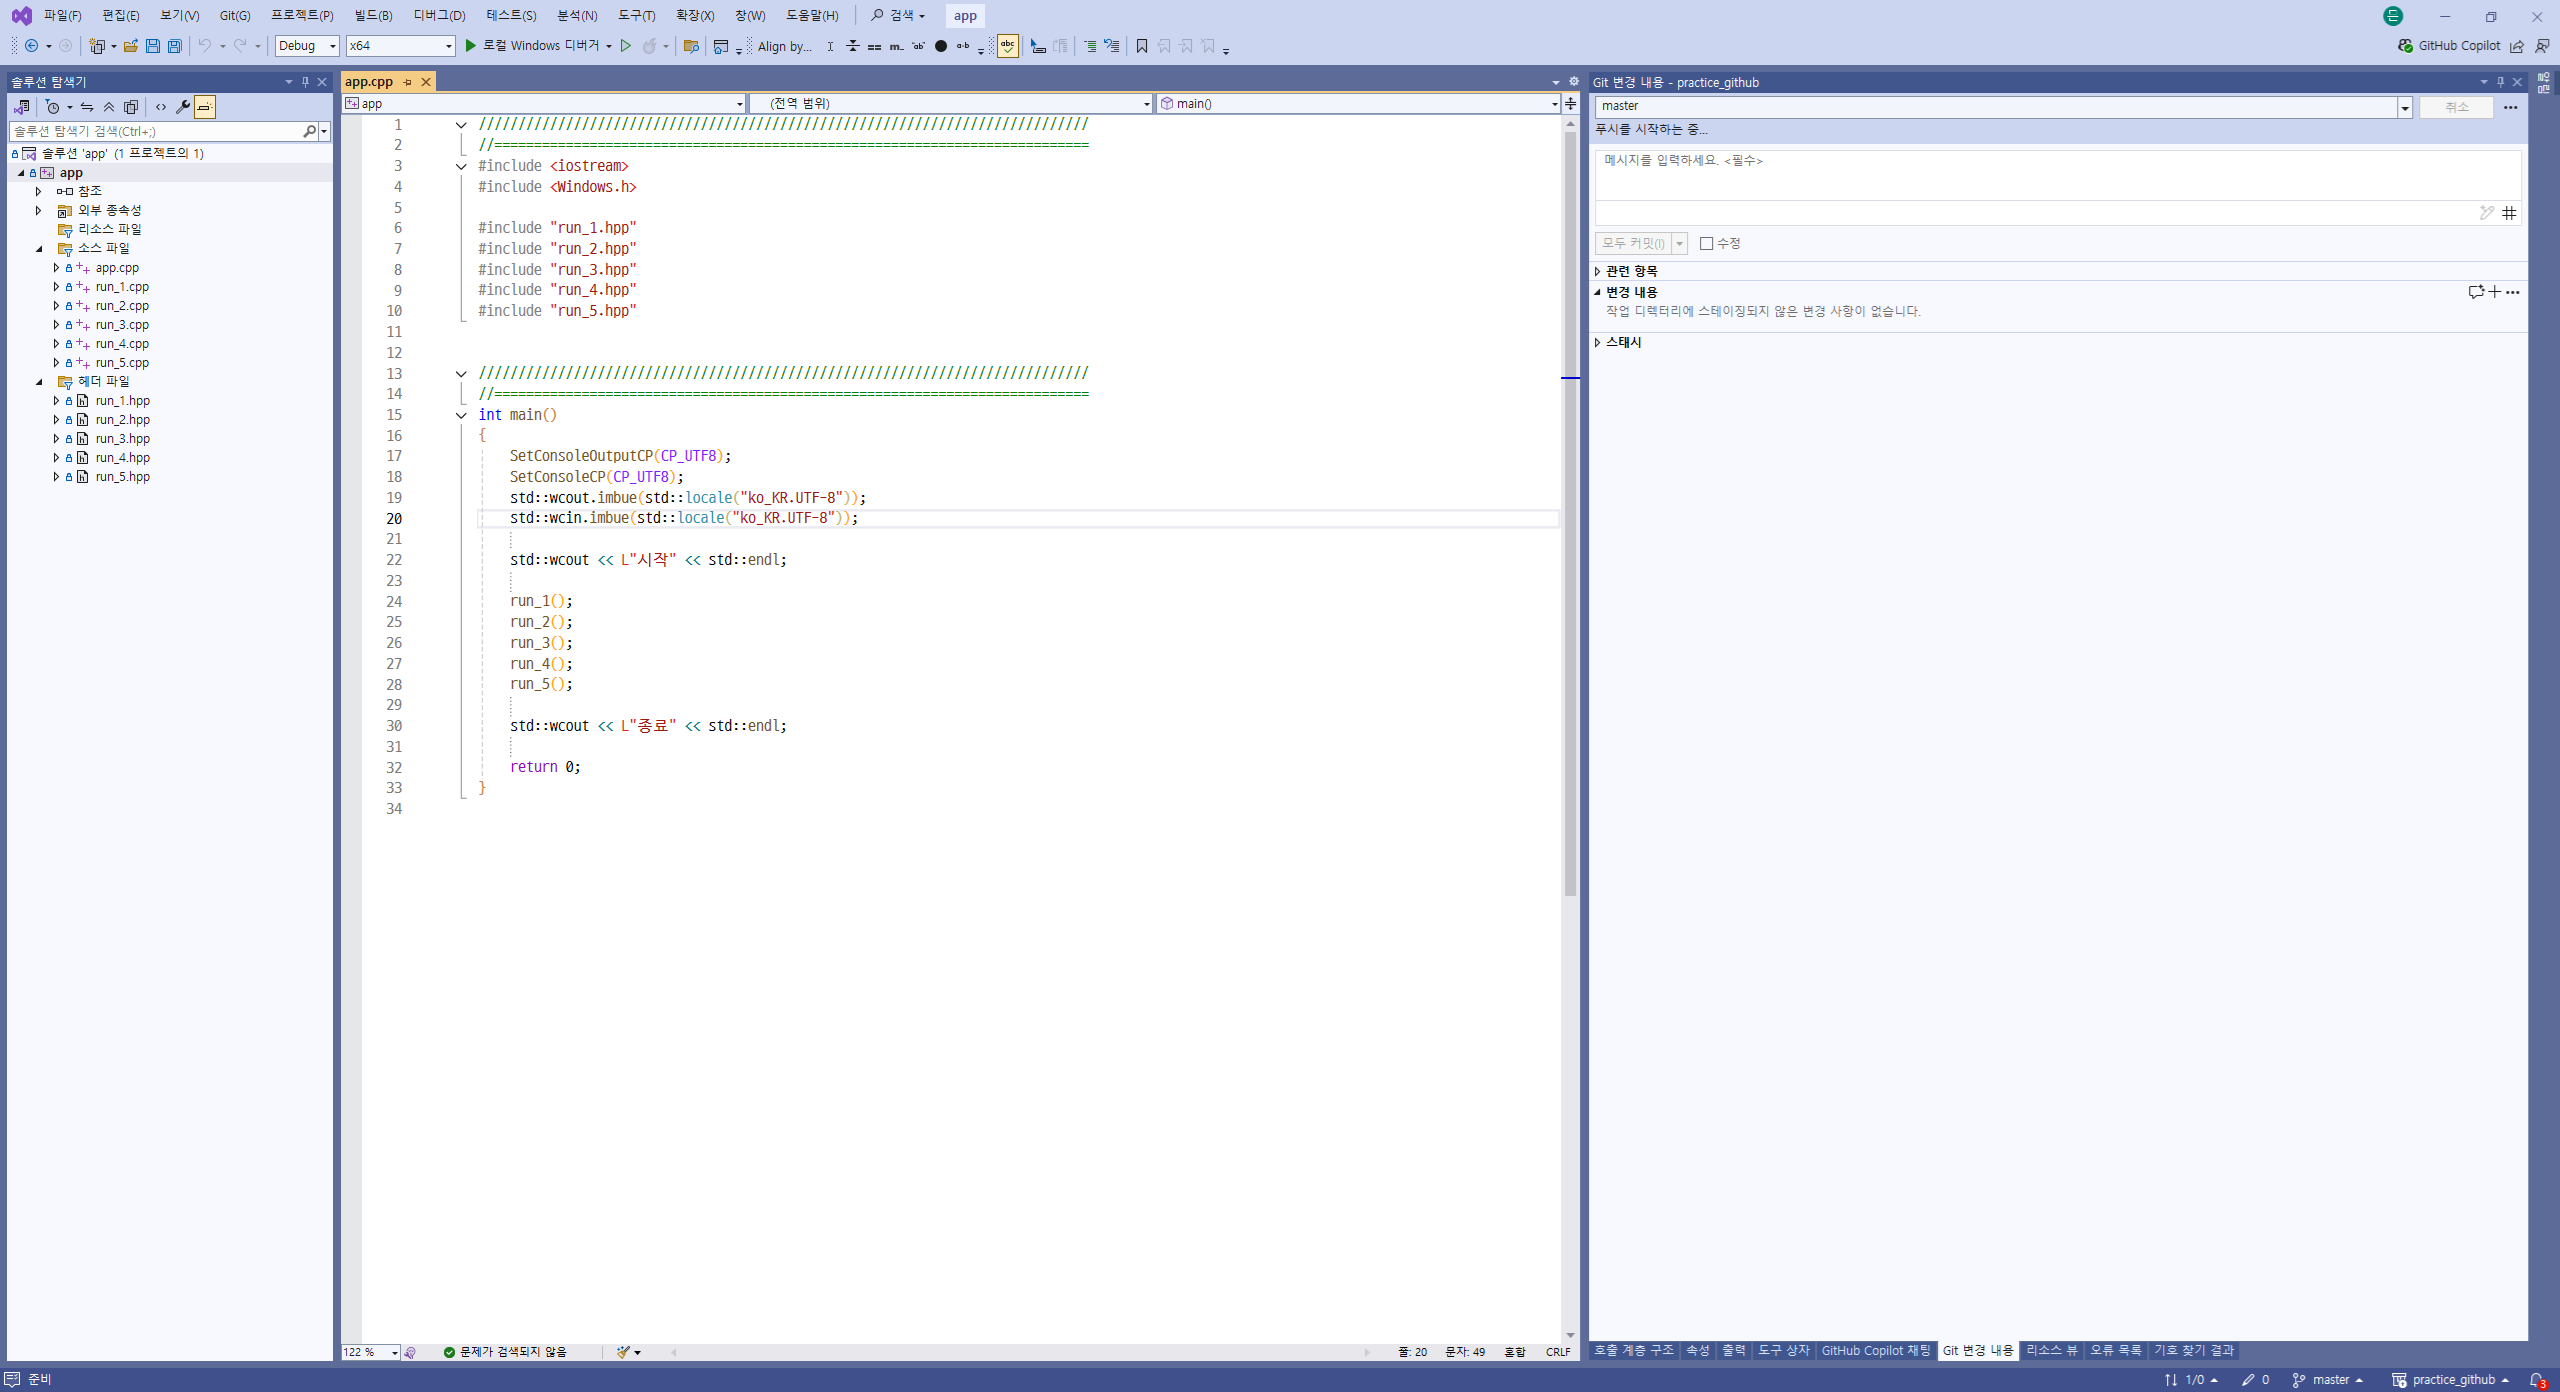 파일(F) 편집(E) 보기(V) Git(G) 프로젝트(P) 빌드(B) 디버그(D) 테스트(S) 분석(N) 도구(T) 확장(X) 창(W) 도움말(H) 검색 app 든
Debug x64 로컬 Windows 디버거 Align by... GitHub Copilot
솔루션 탐색기
솔루션 탐색기 검색(Ctrl+;)
솔루션 'app' (1 프로젝트의 1)
app
참조
외부 종속성
리소스 파일
소스 파일
app.cpp
run_1.cpp
run_2.cpp
run_3.cpp
run_4.cpp
run_5.cpp
헤더 파일
run_1.hpp
run_2.hpp
run_3.hpp
run_4.hpp
run_5.hpp
app.cpp
app (전역 범위) main()
1 /////////////////////////////////////////////////////////////////////////////
2 //===========================================================================
3 #include <iostream>
4 #include <Windows.h>
5
6 #include "run_1.hpp"
7 #include "run_2.hpp"
8 #include "run_3.hpp"
9 #include "run_4.hpp"
10 #include "run_5.hpp"
11
12
13 /////////////////////////////////////////////////////////////////////////////
14 //===========================================================================
15 int main()
16 {
17 SetConsoleOutputCP(CP_UTF8);
18 SetConsoleCP(CP_UTF8);
19 std::wcout.imbue(std::locale("ko_KR.UTF-8"));
20 std::wcin.imbue(std::locale("ko_KR.UTF-8"));
21
22 std::wcout << L"시작" << std::endl;
23
24 run_1();
25 run_2();
26 run_3();
27 run_4();
28 run_5();
29
30 std::wcout << L"종료" << std::endl;
31
32 return 0;
33 }
34
122 % 문제가 검색되지 않음 줄: 20 문자: 49 혼합 CRLF
Git 변경 내용 - practice_github
master 취소
푸시를 시작하는 중...
메시지를 입력하세요. <필수>
모두 커밋(I) 수정
관련 항목
변경 내용
작업 디렉터리에 스테이징되지 않은 변경 사항이 없습니다.
스태시
호출 계층 구조 속성 출력 도구 상자 GitHub Copilot 채팅 Git 변경 내용 리소스 뷰 오류 목록 기호 찾기 결과
준비 1/0 0 master practice_github 3